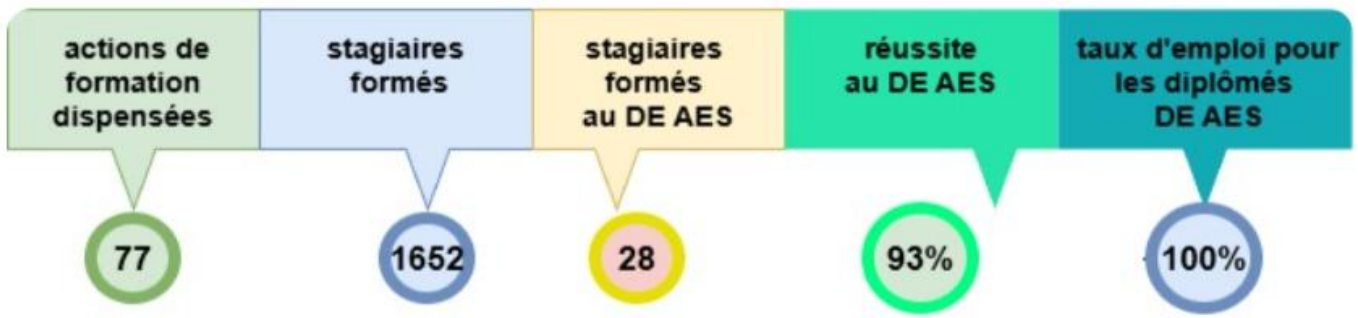 actions de
formation
dispensées
stagiaires
formés
stagiaires
formés
au DE AES
réussite
au DE AES
taux d'emploi pour
les diplômés
DE AES
77
1652
28
93%
100%